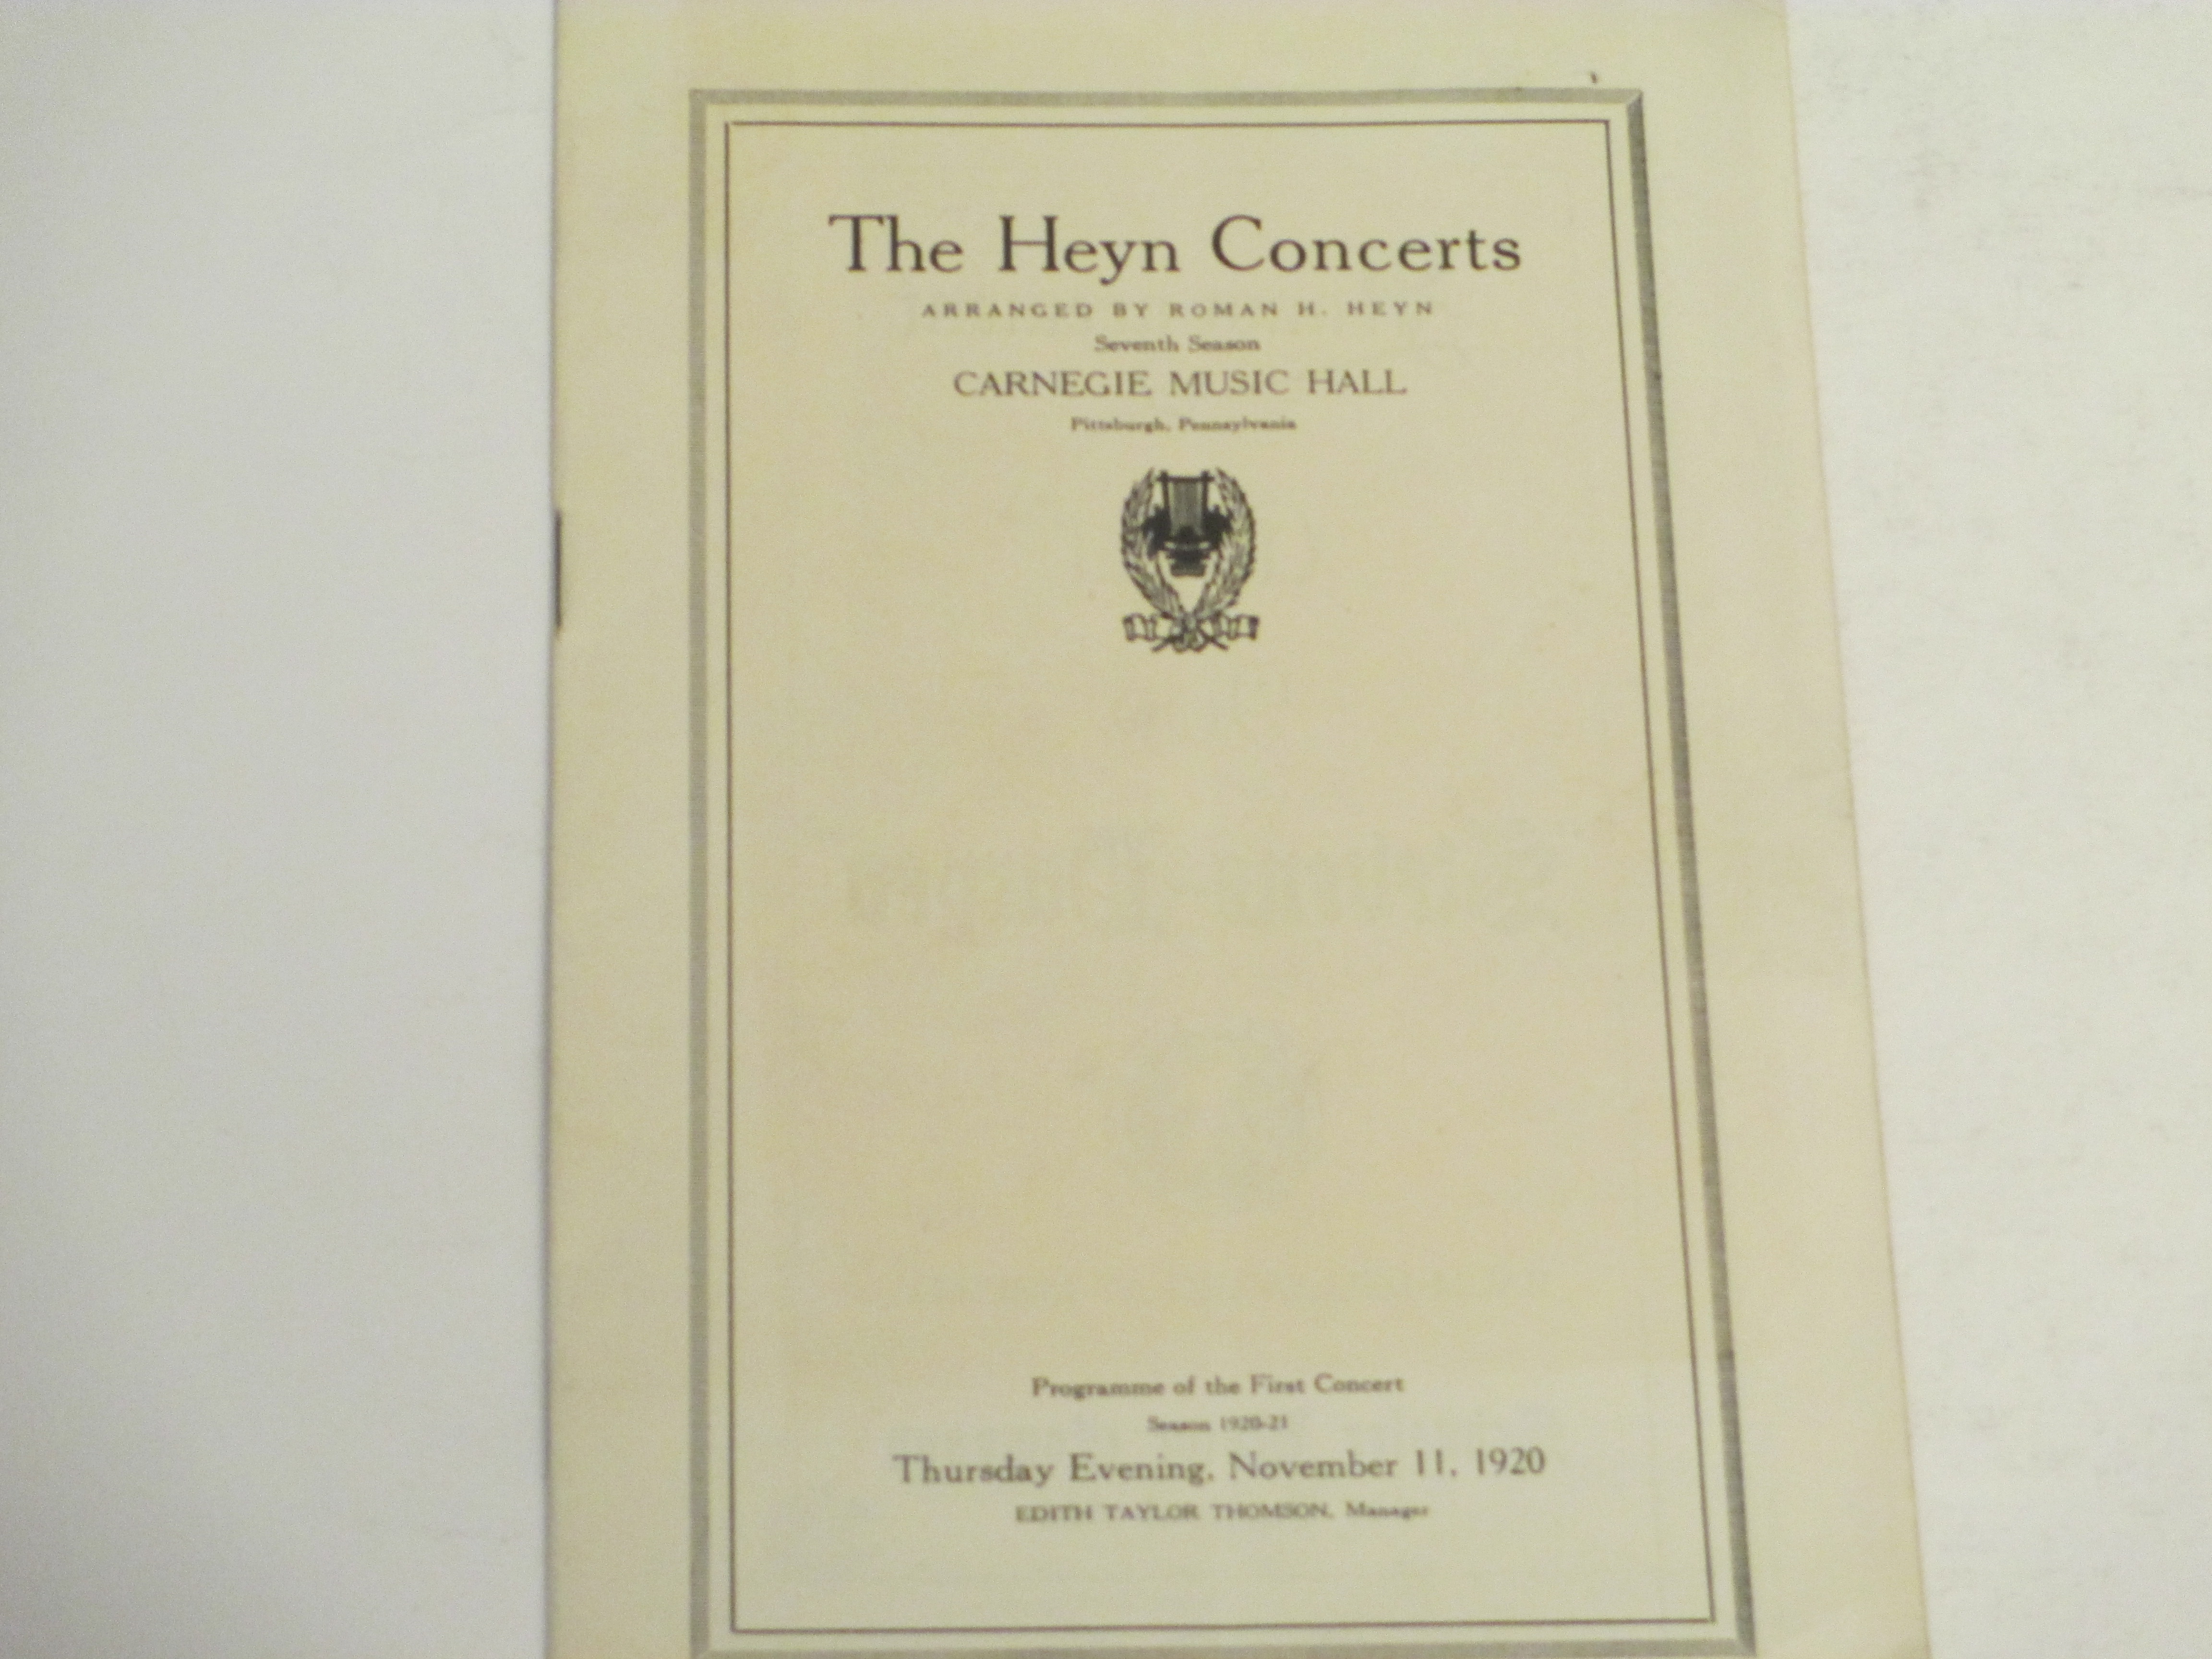 The Heyn Concerts
ARRANGED BY ROMAN H. HEYN
Seventh Season
CARNEGIE MUSIC HALL
Pittsburgh, Pennsylvania
Programme of the First Concert
Season 1920-21
Thursday Evening, November 11, 1920
EDITH TAYLOR THOMSON, Manager